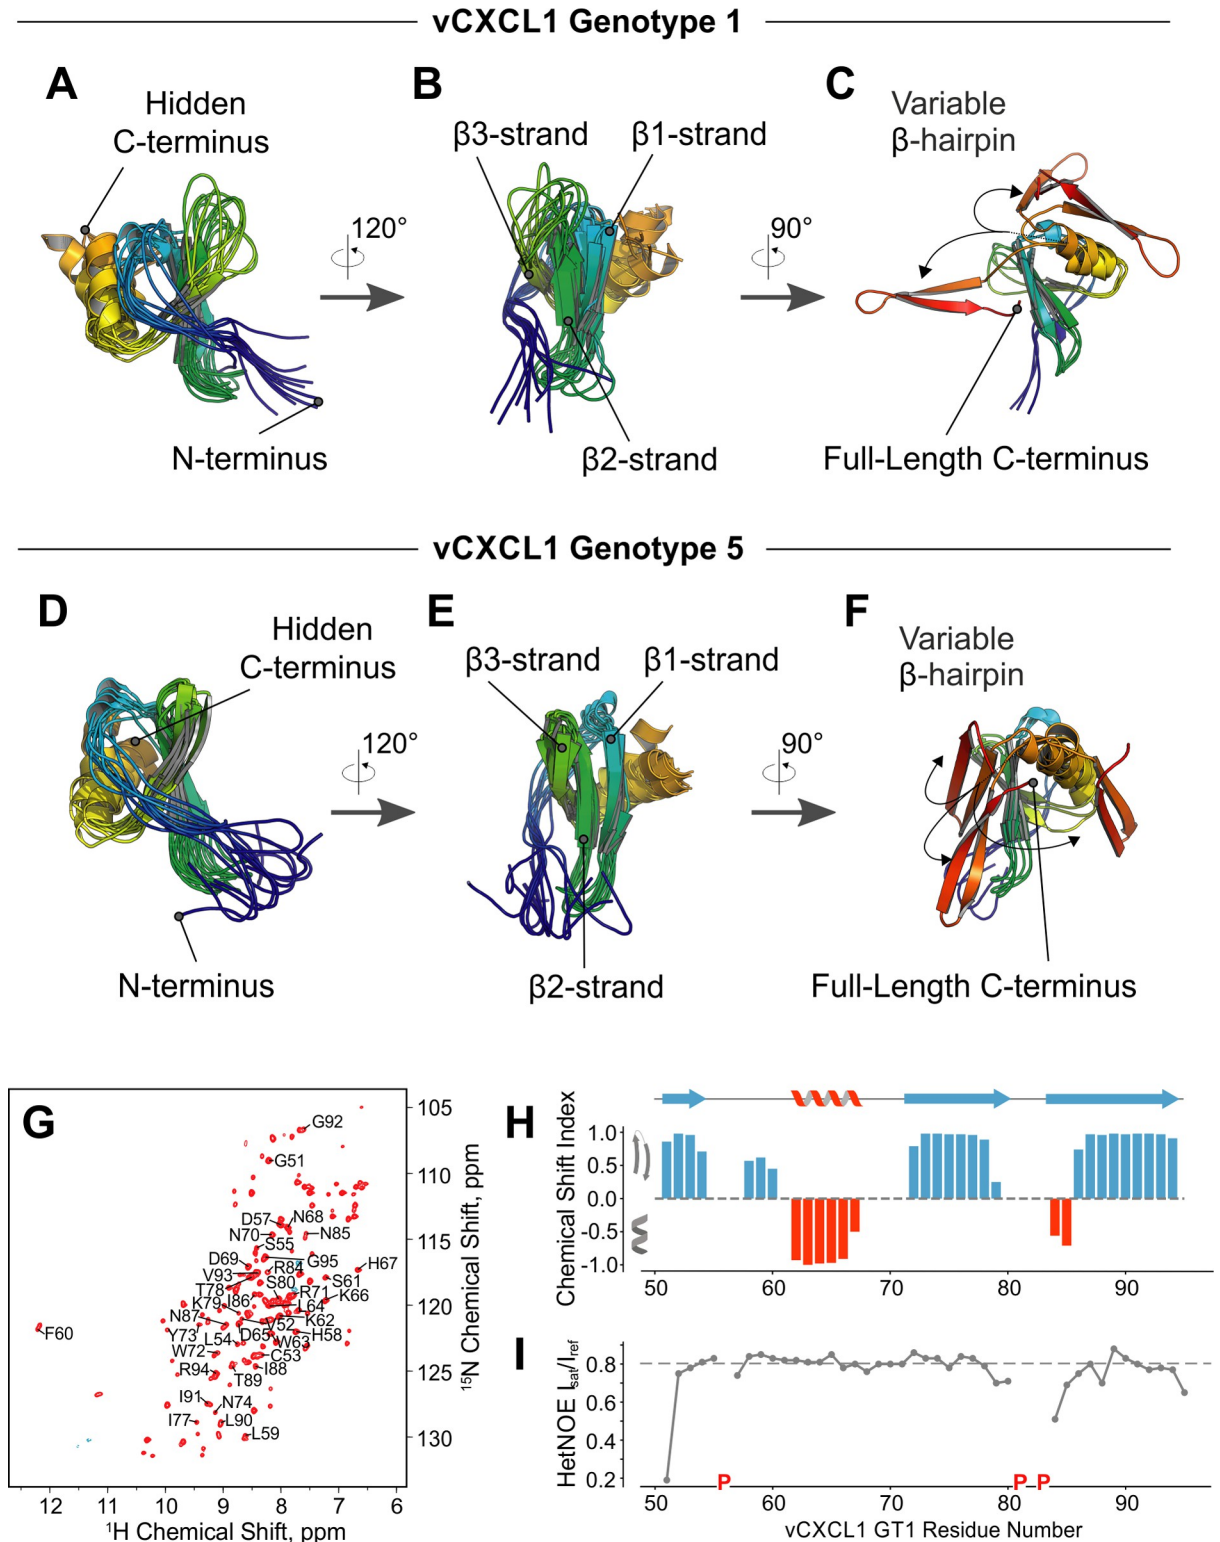 vCXCL1 Genotype 1
A
B
C
Hidden
C-terminus
β3-strand
β1-strand
Variable
β-hairpin
120°
90°
N-terminus
β2-strand
Full-Length C-terminus
vCXCL1 Genotype 5
D
E
F
Hidden
C-terminus
β3-strand
β1-strand
Variable
β-hairpin
120°
90°
N-terminus
β2-strand
Full-Length C-terminus
G
G92
G51
D57
N68
N70
N85
S55
D69
G95
H67
V93
R84
S80
S61
T78
R71
K66
K79
I86
L64
N87
V52
K62
F60
Y73
L54
D65
W63
H58
W72
C53
R94
I88
T89
I91
N74
I77
L90
L59
105
110
115
120
125
130
15N Chemical Shift, ppm
12
11
10
9
8
7
6
1H Chemical Shift, ppm
H
Chemical Shift Index
1.0
0.5
0.0
-0.5
-1.0
50
60
70
80
90
I
HetNOE Isat/Iref
0.8
0.6
0.4
0.2
P
P
P
50
60
70
80
90
vCXCL1 GT1 Residue Number